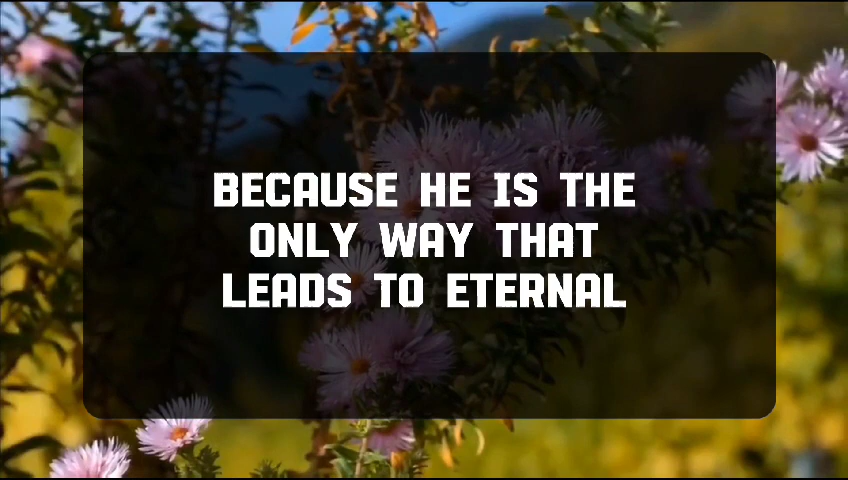 BECAUSE HE IS THE
ONLY WAY THAT
LEADS TO ETERNAL